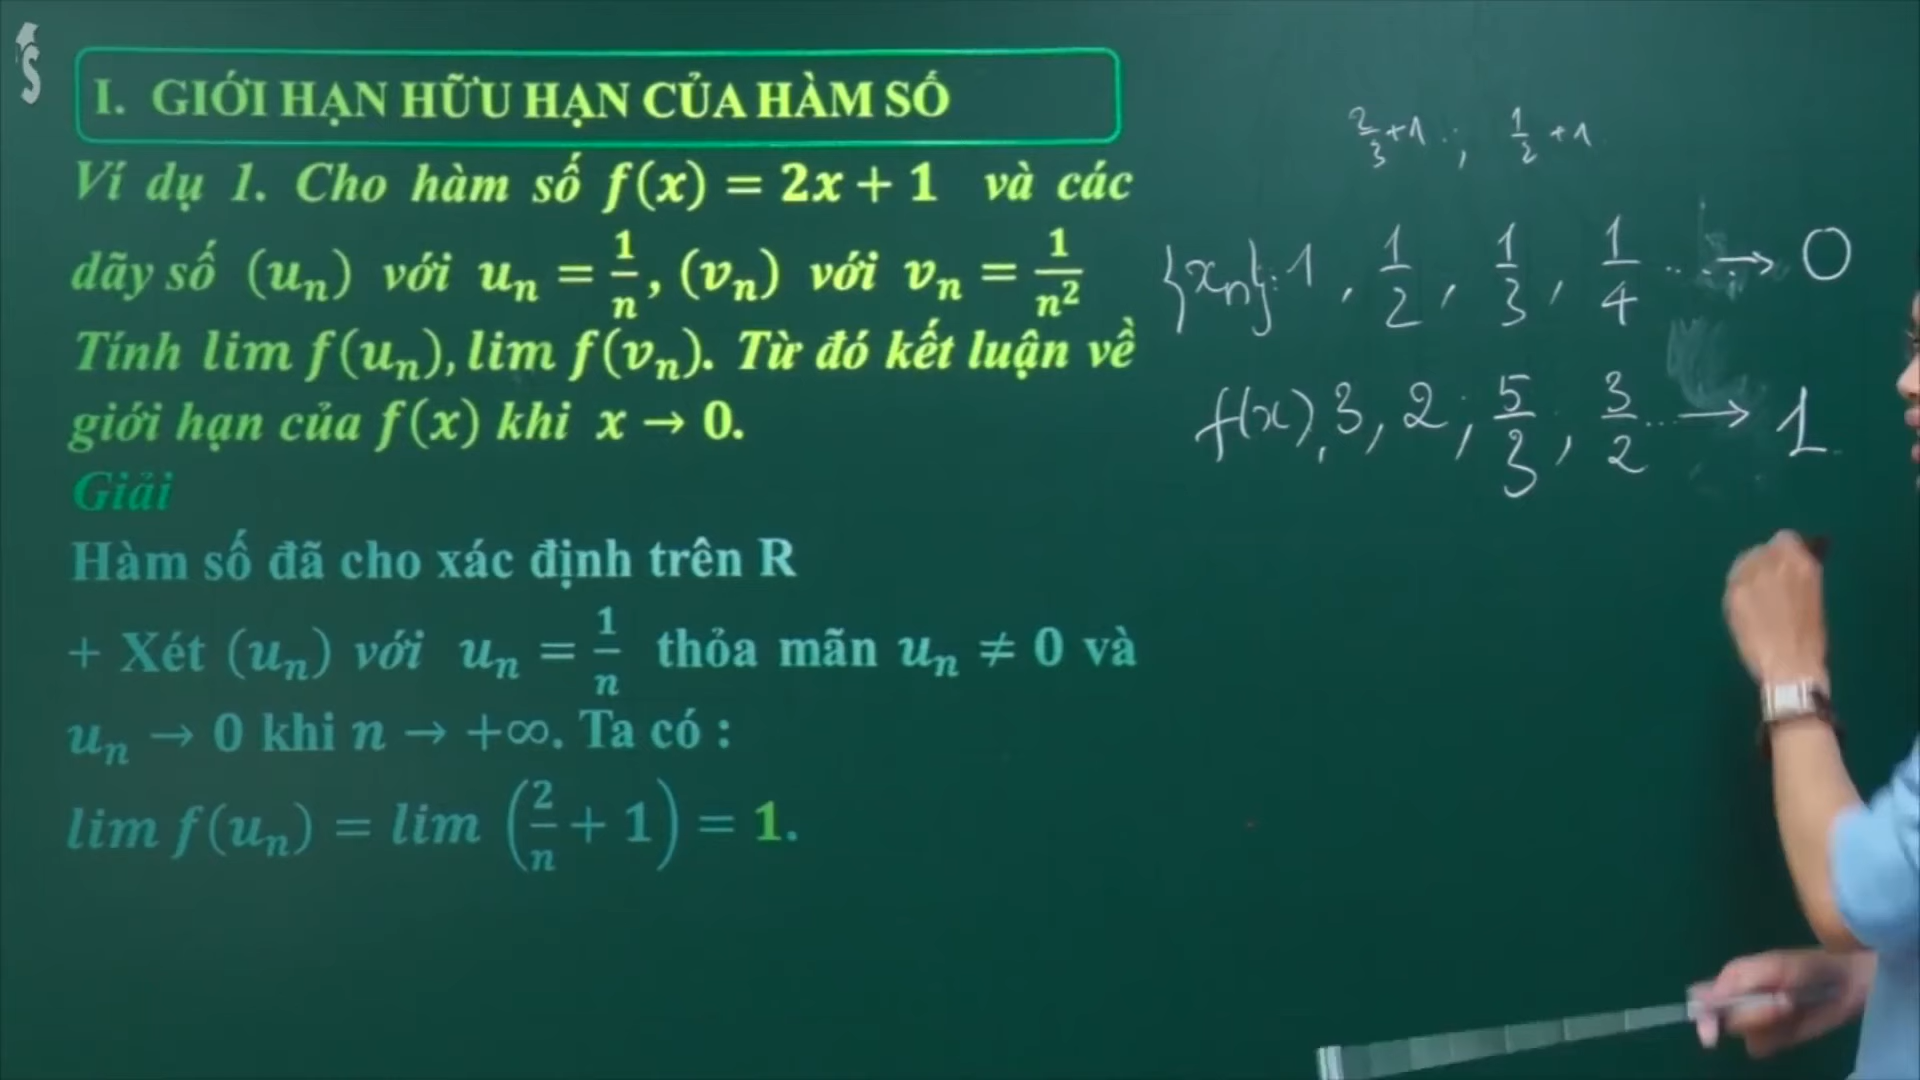 I. GIỚI HẠN HỮU HẠN CỦA HÀM SỐ
Ví dụ 1. Cho hàm số f(x) = 2x + 1 và các
dãy số (uₙ) với uₙ = 1/n, (vₙ) với vₙ = 1/n²
Tính lim f(uₙ), lim f(vₙ). Từ đó kết luận về
giới hạn của f(x) khi x → 0.
Giải
Hàm số đã cho xác định trên R
+ Xét (uₙ) với uₙ = 1/n thỏa mãn uₙ ≠ 0 và
uₙ → 0 khi n → +∞. Ta có :
lim f(uₙ) = lim (2/n + 1) = 1.
2/3 + 1 ; 1/2 + 1
{xₙ}: 1, 1/2, 1/3, 1/4 ... → 0
f(x), 3, 2; 5/3, 3/2 ... → 1